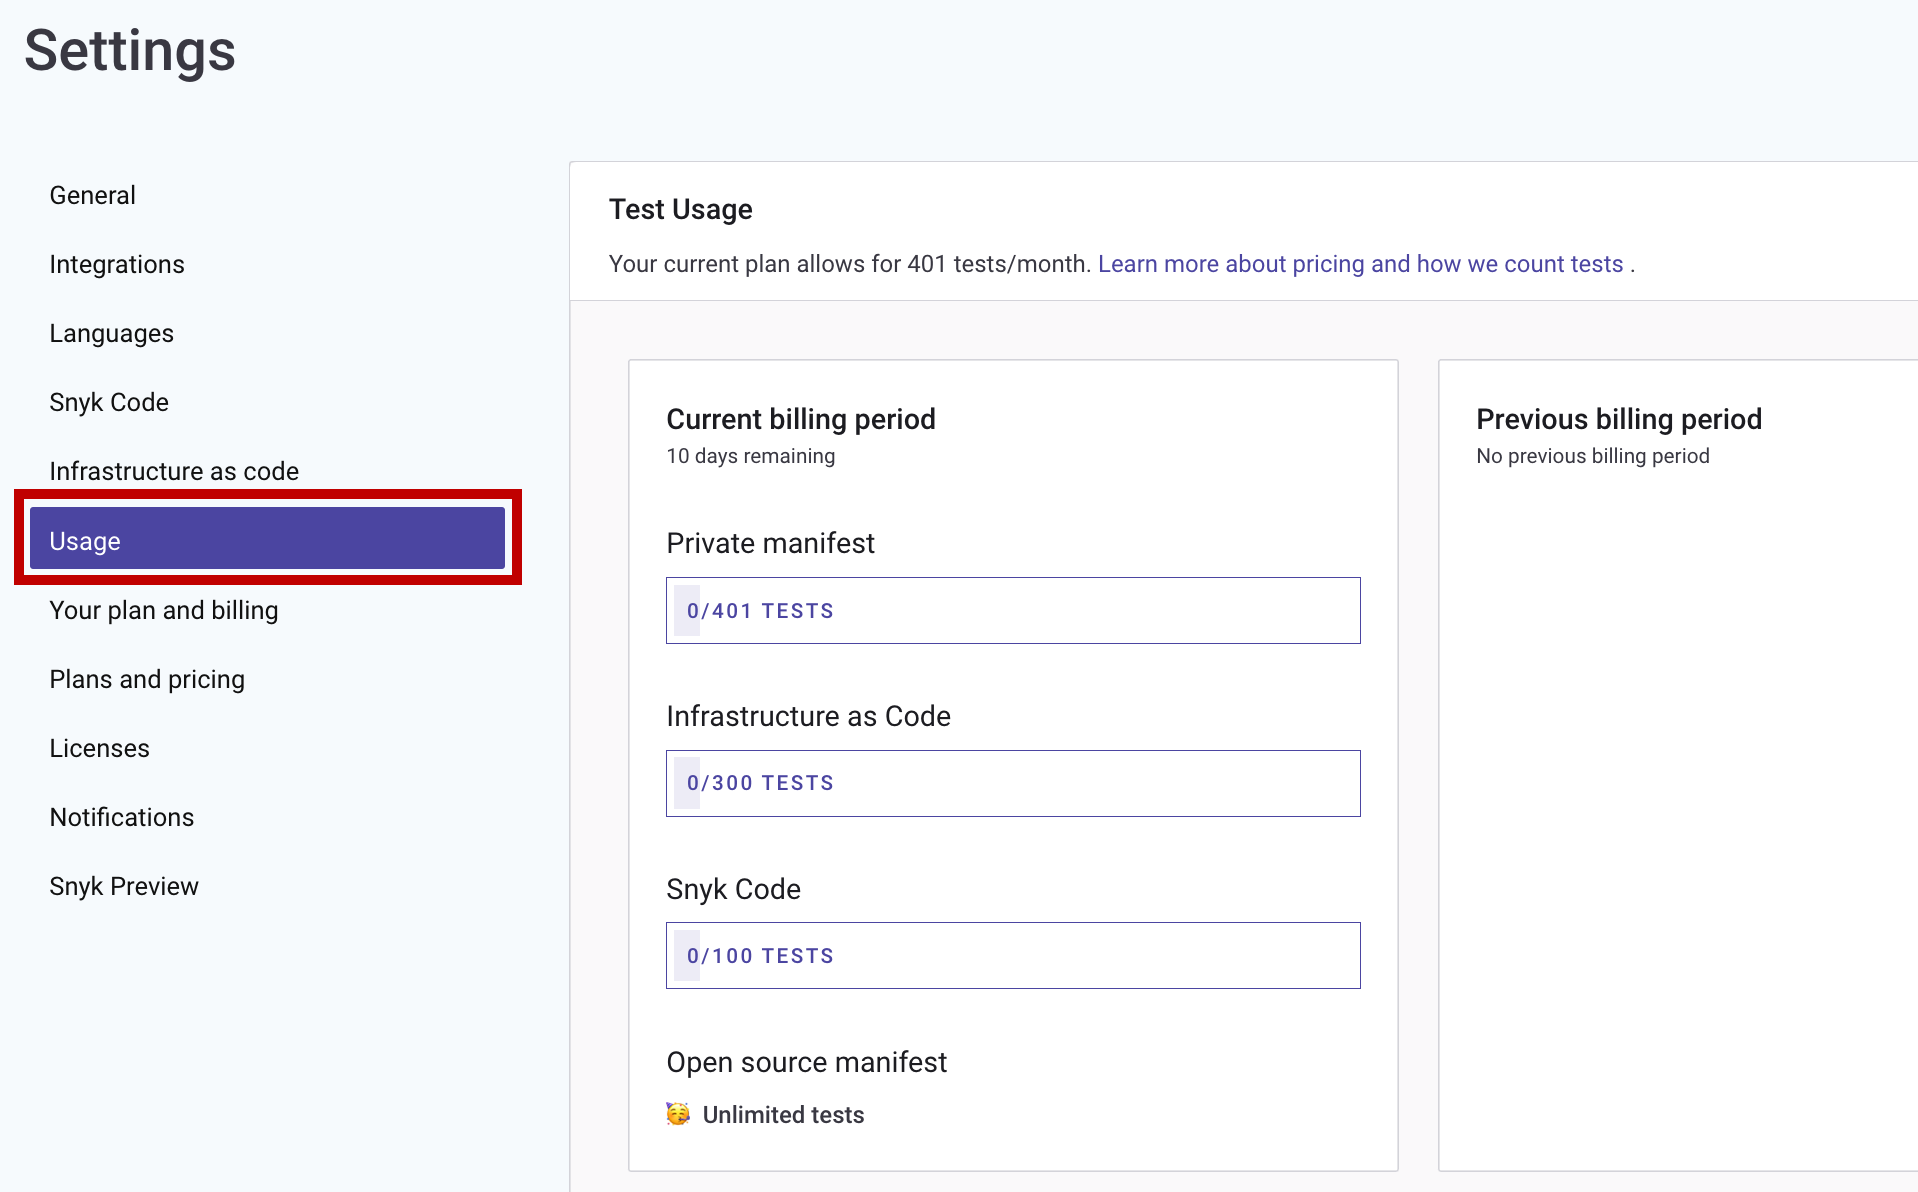 Settings
General
Integrations
Languages
Snyk Code
Infrastructure as code
Usage
Your plan and billing
Plans and pricing
Licenses
Notifications
Snyk Preview
Test Usage
Your current plan allows for 401 tests/month. Learn more about pricing and how we count tests .
Current billing period
10 days remaining
Private manifest
0/401 TESTS
Infrastructure as Code
0/300 TESTS
Snyk Code
0/100 TESTS
Open source manifest
🥳 Unlimited tests
Previous billing period
No previous billing period